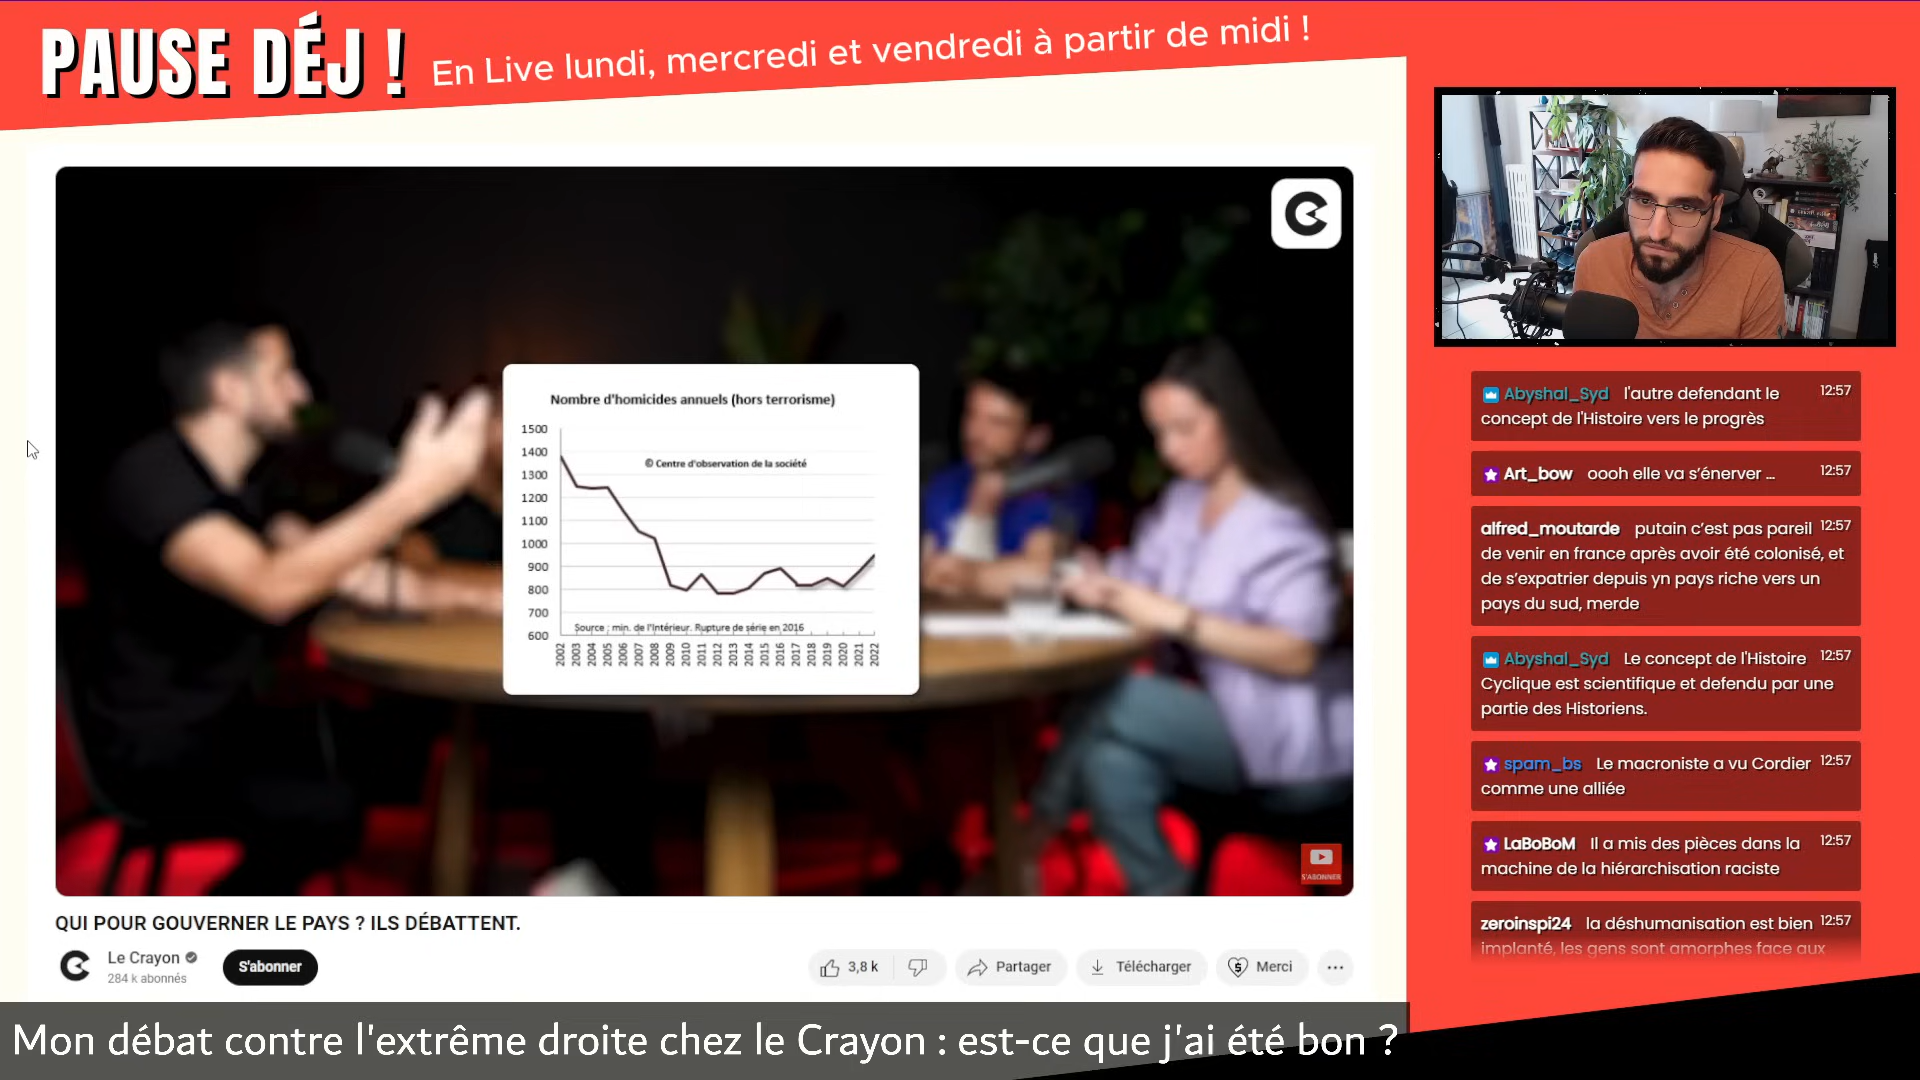 PAUSE DÉJ !
En Live lundi, mercredi et vendredi à partir de midi !
Nombre d'homicides annuels (hors terrorisme)
© Centre d'observation de la société
1500
1400
1300
1200
1100
1000
900
800
700
600
Source : min. de l'Intérieur. Rupture de série en 2016
2002
2003
2004
2005
2006
2007
2008
2009
2010
2011
2012
2013
2014
2015
2016
2017
2018
2019
2020
2021
2022
S'ABONNER
QUI POUR GOUVERNER LE PAYS ? ILS DÉBATTENT.
Le Crayon
284 k abonnés
S'abonner
3,8 k
Partager
Télécharger
Merci
Abyshal_Syd l'autre defendant le 12:57
concept de l'Histoire vers le progrès
Art_bow oooh elle va s'énerver ... 12:57
alfred_moutarde putain c'est pas pareil 12:57
de venir en france après avoir été colonisé, et
de s'expatrier depuis yn pays riche vers un
pays du sud, merde
Abyshal_Syd Le concept de l'Histoire 12:57
Cyclique est scientifique et defendu par une
partie des Historiens.
spam_bs Le macroniste a vu Cordier 12:57
comme une alliée
LaBoBoM Il a mis des pièces dans la 12:57
machine de la hiérarchisation raciste
zeroinspi24 la déshumanisation est bien 12:57
implanté, les gens sont amorphes face aux
Mon débat contre l'extrême droite chez le Crayon : est-ce que j'ai été bon ?